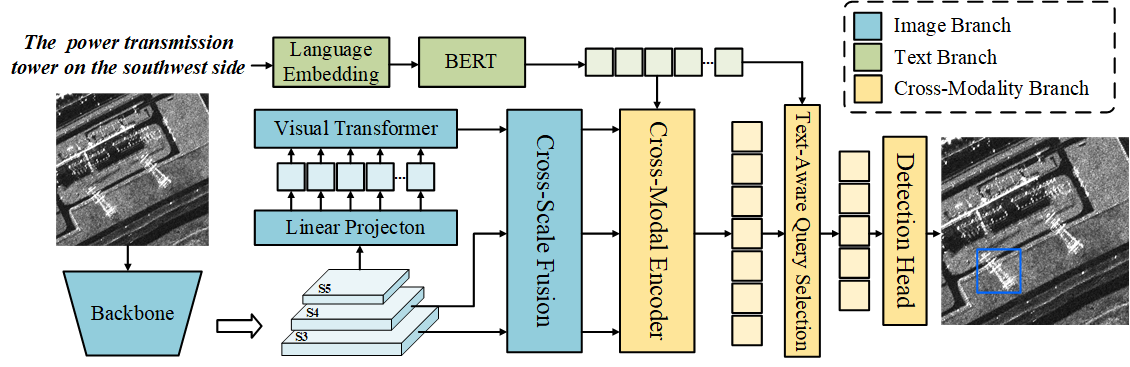 The power transmission
tower on the southwest side
Language
Embedding
BERT
Image Branch
Text Branch
Cross-Modality Branch
Visual Transformer
Linear Projecton
S5
S4
S3
Backbone
Cross-Scale Fusion
Cross-Modal Encoder
Text-Aware Query Selection
Detection Head